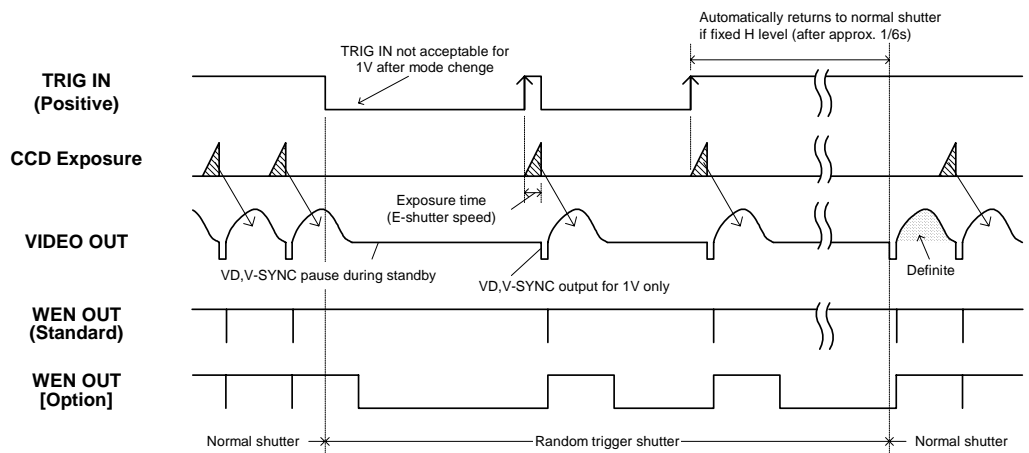 Automatically returns to normal shutter
if fixed H level (after approx. 1/6s)
TRIG IN not acceptable for
1V after mode chenge
TRIG IN
(Positive)
CCD Exposure
Exposure time
(E-shutter speed)
VIDEO OUT
VD,V-SYNC pause during standby
VD,V-SYNC output for 1V only
Definite
WEN OUT
(Standard)
WEN OUT
[Option]
Normal shutter
Random trigger shutter
Normal shutter